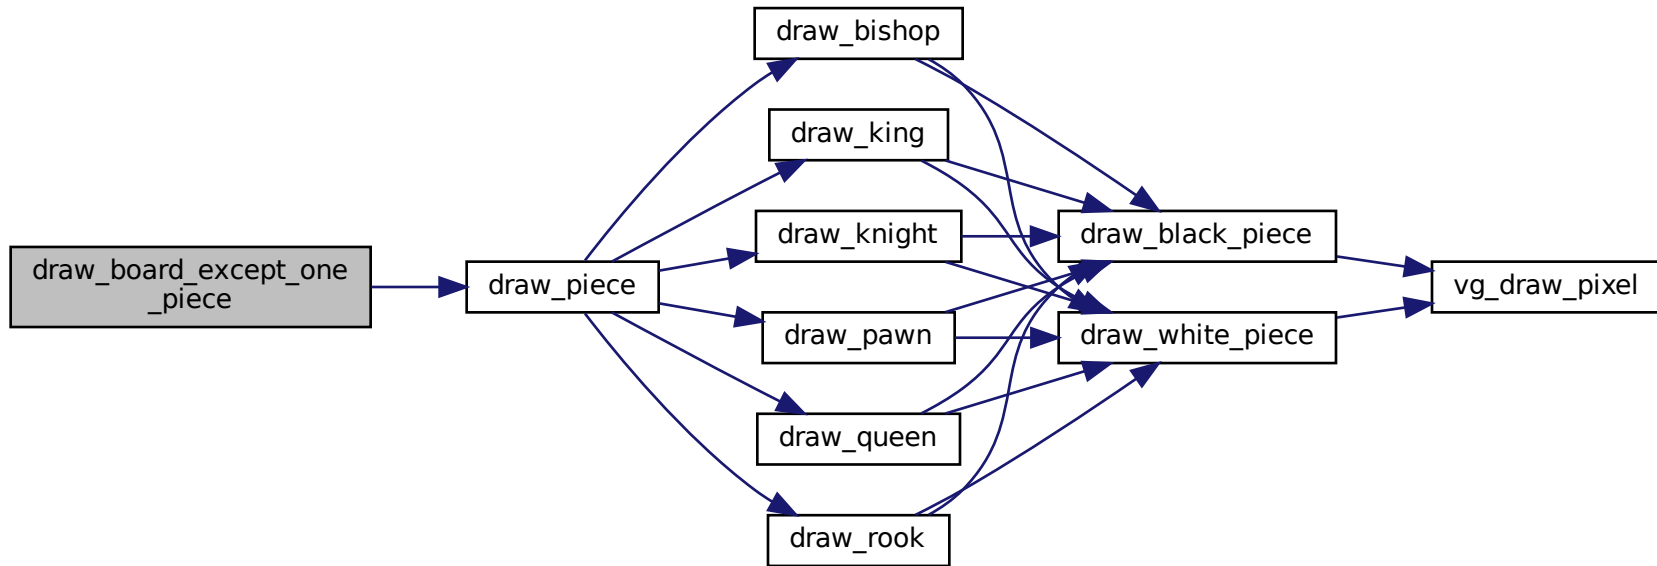 draw_board_except_one
_piece
draw_piece
draw_bishop
draw_king
draw_knight
draw_pawn
draw_queen
draw_rook
draw_black_piece
draw_white_piece
vg_draw_pixel